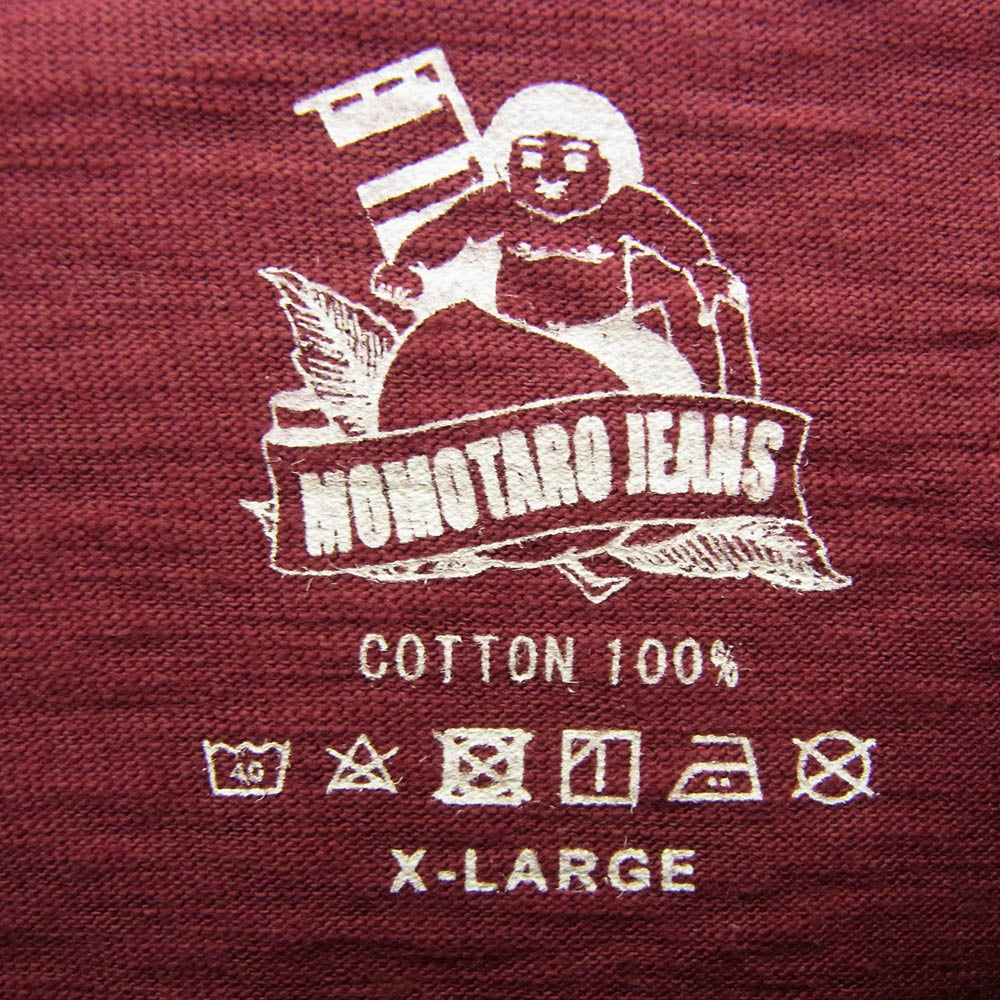 MOMOTARO JEANS
COTTON 100%
40
X-LARGE